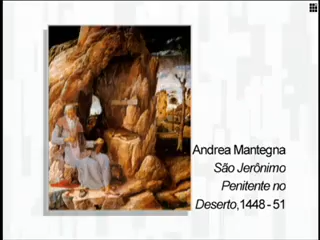 Andrea Mantegna
São Jerônimo
Penitente no
Deserto,1448 - 51